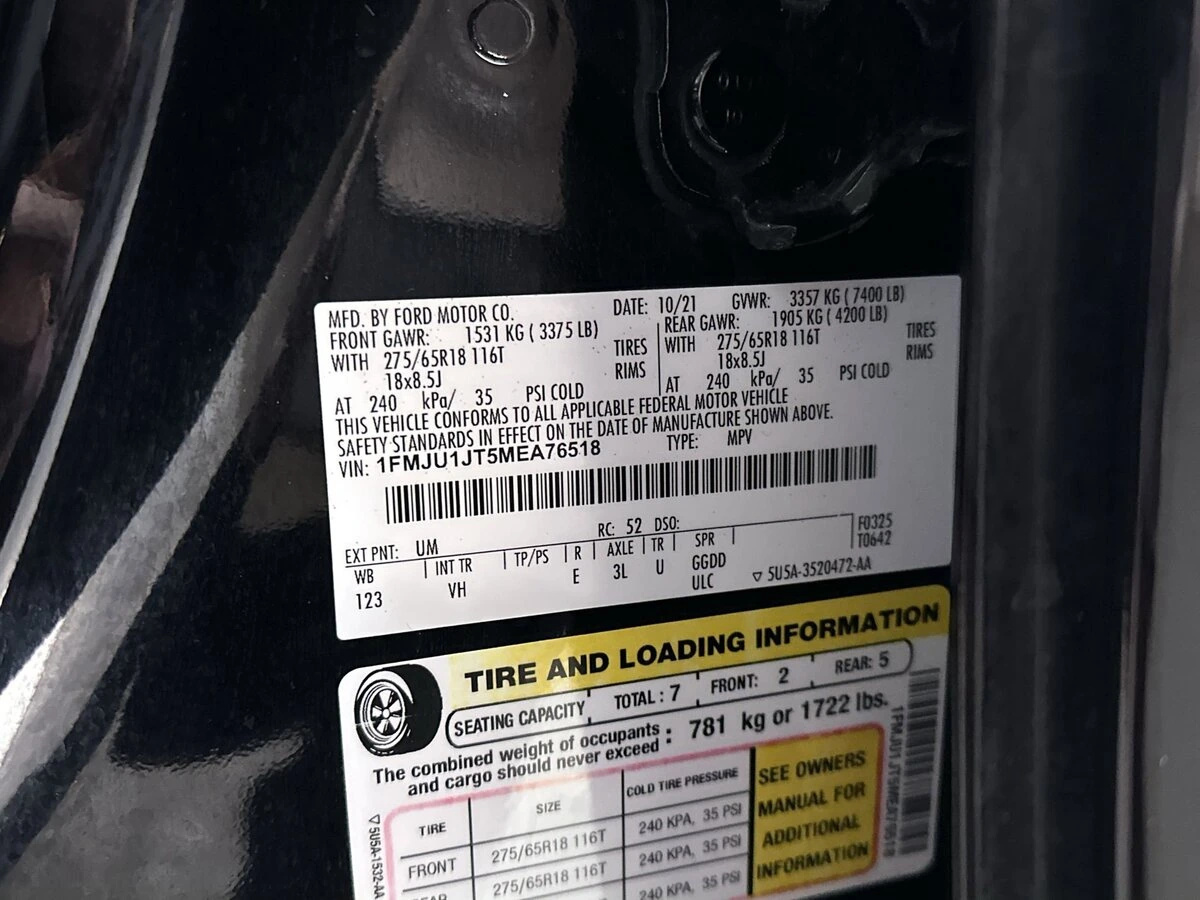 MFD. BY FORD MOTOR CO. DATE: 10/21 GVWR: 3357 KG ( 7400 LB)
FRONT GAWR: 1531 KG ( 3375 LB) REAR GAWR: 1905 KG ( 4200 LB)
WITH 275/65R18 116T TIRES WITH 275/65R18 116T TIRES
18x8.5J RIMS 18x8.5J RIMS
AT 240 kPa/ 35 PSI COLD AT 240 kPa/ 35 PSI COLD
THIS VEHICLE CONFORMS TO ALL APPLICABLE FEDERAL MOTOR VEHICLE
SAFETY STANDARDS IN EFFECT ON THE DATE OF MANUFACTURE SHOWN ABOVE.
VIN: 1FMJU1JT5MEA76518 TYPE: MPV
EXT PNT: UM RC: 52 DSO: F0325
T0642
WB INT TR TP/PS R AXLE TR SPR
123 VH E 3L U GGDD
ULC
5U5A-3520472-AA
TIRE AND LOADING INFORMATION
SEATING CAPACITY TOTAL : 7 FRONT: 2 REAR: 5
The combined weight of occupants
and cargo should never exceed : 781 kg or 1722 lbs.
TIRE SIZE COLD TIRE PRESSURE
FRONT 275/65R18 116T 240 KPA, 35 PSI
REAR 275/65R18 116T 240 KPA, 35 PSI
240 KPA, 35 PSI
SEE OWNERS
MANUAL FOR
ADDITIONAL
INFORMATION
5U5A-1532-AA
1FMJU1JT5MEA76518